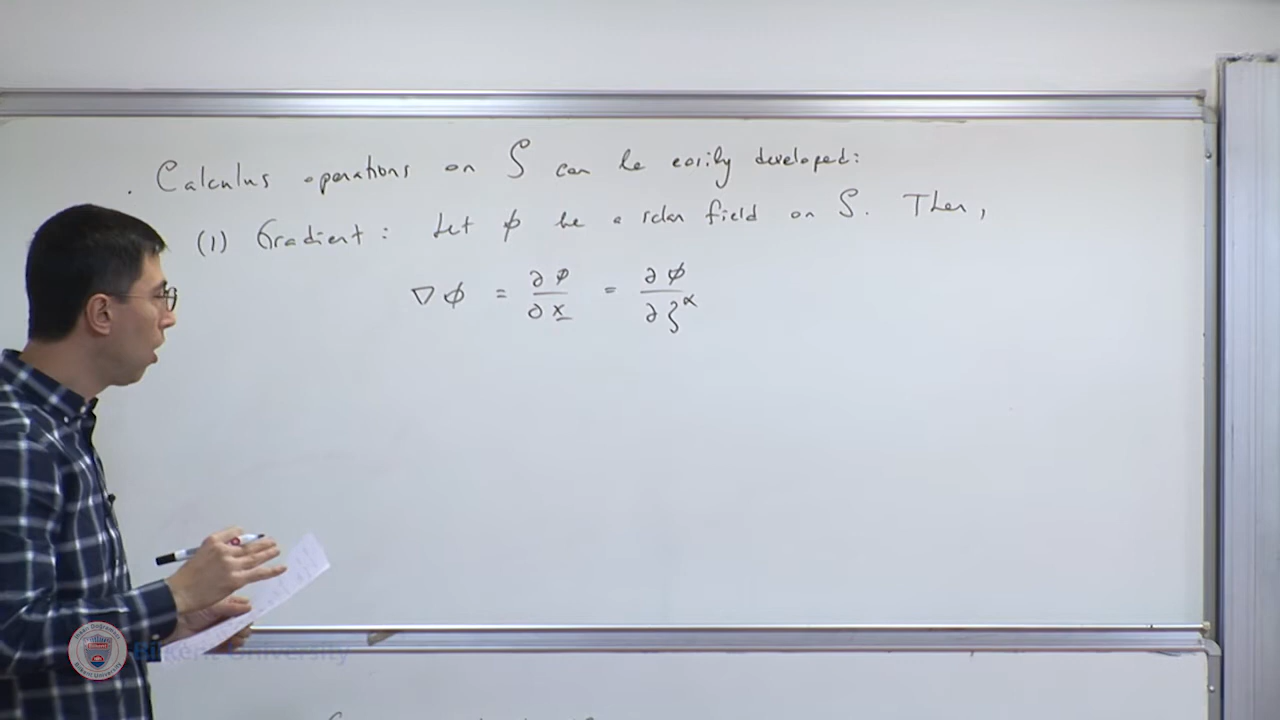 . Calculus operations on S can be easily developed:
(1) Gradient : Let φ be a scalar field on S. Then,
∇φ = ∂φ/∂x = ∂φ/∂ζ^α
Bilkent University